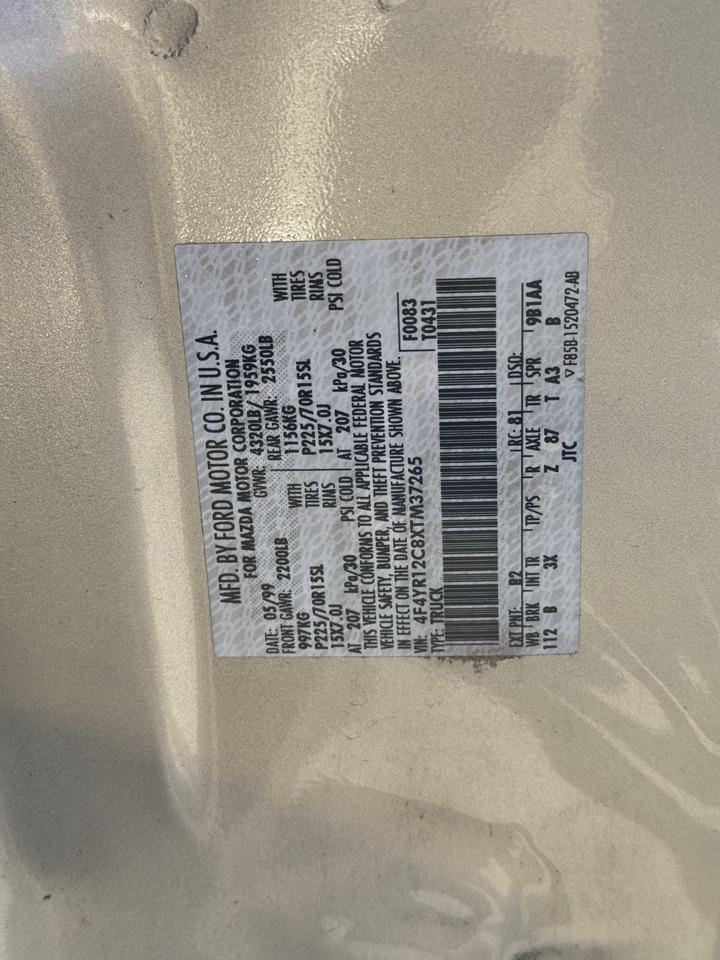 MFD. BY FORD MOTOR CO. IN U.S.A.
FOR MAZDA MOTOR CORPORATION
DATE: 05/99 GVWR: 4320LB/ 1959KG
FRONT GAWR: 2200LB REAR GAWR: 2550LB
997KG WITH 1156KG WITH
P225/70R15SL TIRES P225/70R15SL TIRES
15X7.0J RIMS 15X7.0J RIMS
AT 207 kPa/30 PSI COLD AT 207 kPa/30 PSI COLD
THIS VEHICLE CONFORMS TO ALL APPLICABLE FEDERAL MOTOR
VEHICLE SAFETY, BUMPER, AND THEFT PREVENTION STANDARDS
IN EFFECT ON THE DATE OF MANUFACTURE SHOWN ABOVE.
VIN: 4F4YR12C8XTM37265 F0083
TYPE: TRUCK T0431
EXT PNT: B2 RC: 81 DSO:
WB BRK INT TR TP/PS R AXLE TR SPR 9B1AA
112 B 3X Z 87 T A3 B
JTC ▽ F85B-1520472-AB